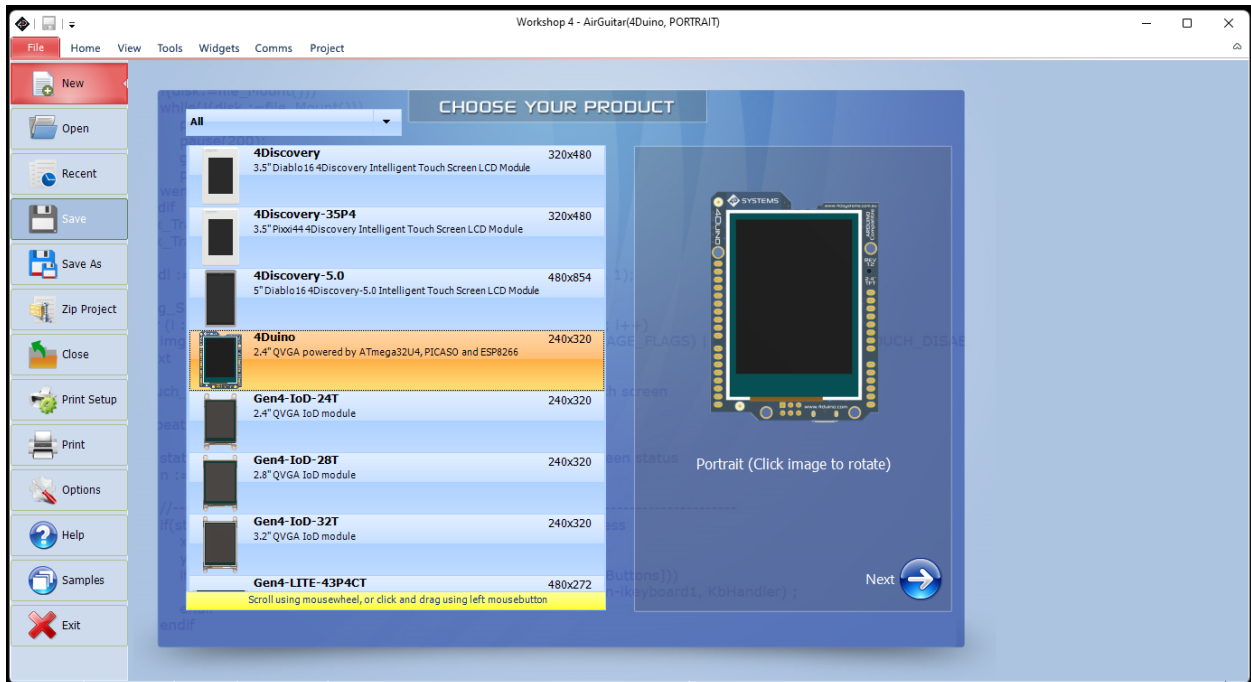 Workshop 4 - AirGuitar(4Duino, PORTRAIT)
File Home View Tools Widgets Comms Project
New
Open
Recent
Save
Save As
Zip Project
Close
Print Setup
Print
Options
Help
Samples
Exit
CHOOSE YOUR PRODUCT
All
4Discovery 320x480
3.5" Diablo16 4Discovery Intelligent Touch Screen LCD Module
4Discovery-35P4 320x480
3.5" Pixxi44 4Discovery Intelligent Touch Screen LCD Module
4Discovery-5.0 480x854
5" Diablo16 4Discovery-5.0 Intelligent Touch Screen LCD Module
4Duino 240x320
2.4" QVGA powered by ATmega32U4, PICASO and ESP8266
Gen4-IoD-24T 240x320
2.4" QVGA IoD module
Gen4-IoD-28T 240x320
2.8" QVGA IoD module
Gen4-IoD-32T 240x320
3.2" QVGA IoD module
Gen4-LITE-43P4CT 480x272
Scroll using mousewheel, or click and drag using left mousebutton
SYSTEMS
4DUINO
www.4duino.com
Portrait (Click image to rotate)
Next